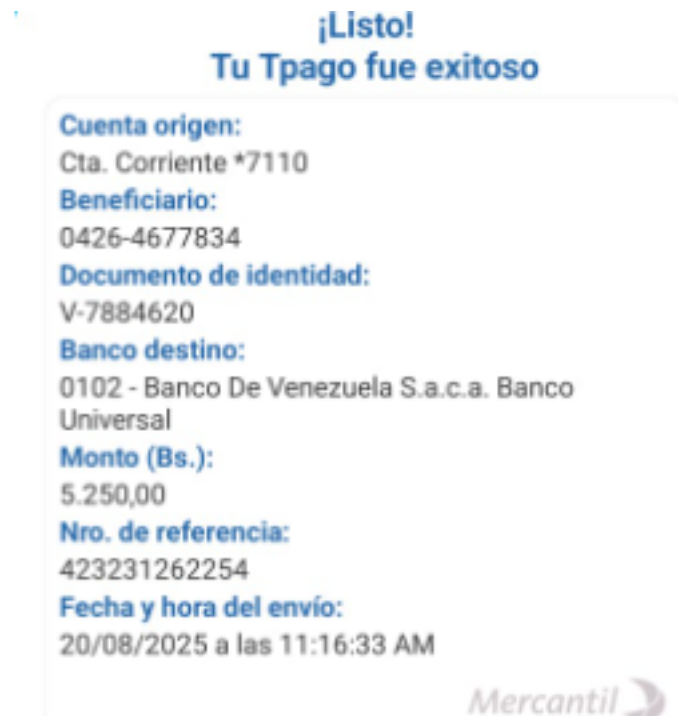 ¡Listo!
Tu Tpago fue exitoso
Cuenta origen:
Cta. Corriente *7110
Beneficiario:
0426-4677834
Documento de identidad:
V-7884620
Banco destino:
0102 - Banco De Venezuela S.a.c.a. Banco
Universal
Monto (Bs.):
5.250,00
Nro. de referencia:
423231262254
Fecha y hora del envío:
20/08/2025 a las 11:16:33 AM
Mercantil